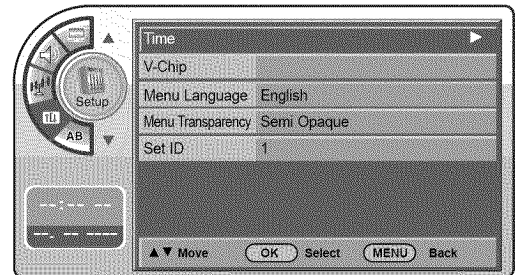 Time
V-Chip
Menu Language English
Menu Transparency Semi Opaque
Set ID 1
Setup
AB
--:-- --
--. -- ----
▲▼ Move OK Select MENU Back